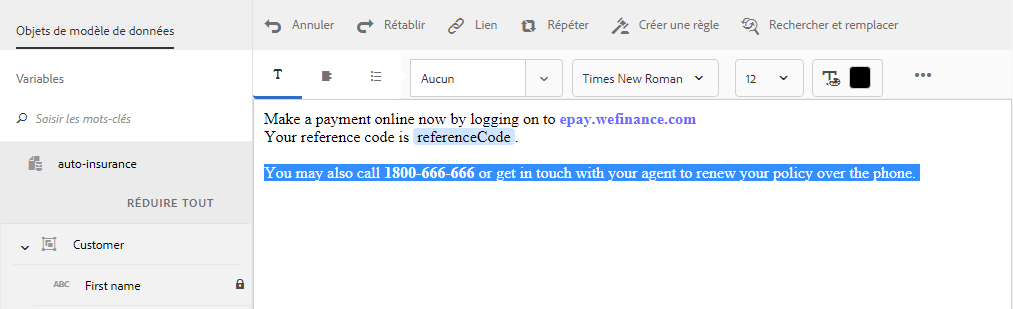 Annuler Rétablir Lien Répéter Créer une règle Rechercher et remplacer
Objets de modèle de données
Variables
T Aucun Times New Roman 12 T
Saisir les mots-clés
Make a payment online now by logging on to epay.wefinance.com
Your reference code is referenceCode .
auto-insurance
You may also call 1800-666-666 or get in touch with your agent to renew your policy over the phone.
RÉDUIRE TOUT
Customer
ABC First name